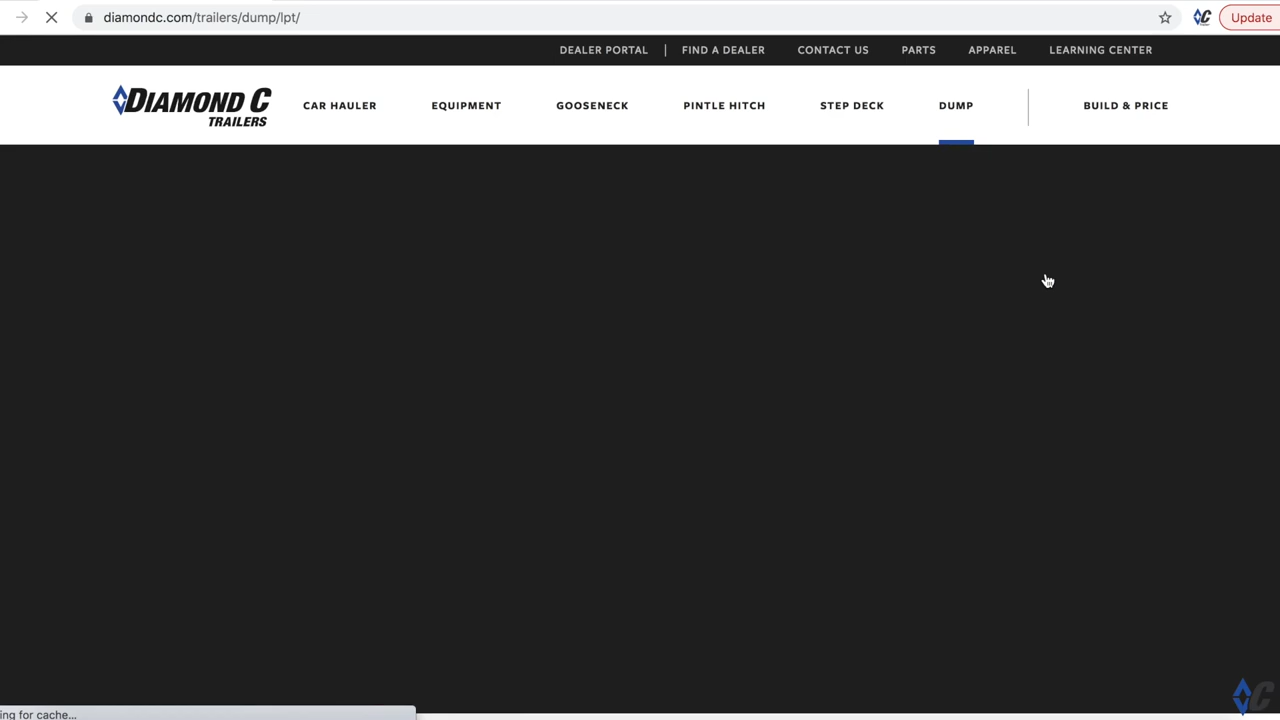 diamondc.com/trailers/dump/lpt/
Update
DEALER PORTAL | FIND A DEALER CONTACT US PARTS APPAREL LEARNING CENTER
DIAMOND C
TRAILERS
CAR HAULER EQUIPMENT GOOSENECK PINTLE HITCH STEP DECK DUMP BUILD & PRICE
ing for cache...